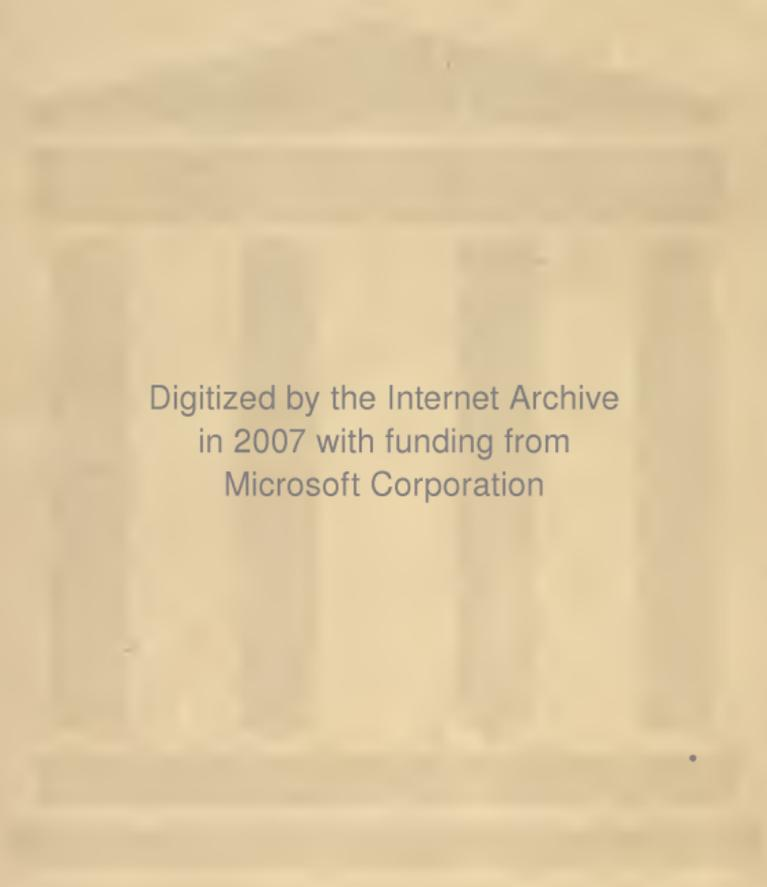 Digitized by the Internet Archive
in 2007 with funding from
Microsoft Corporation